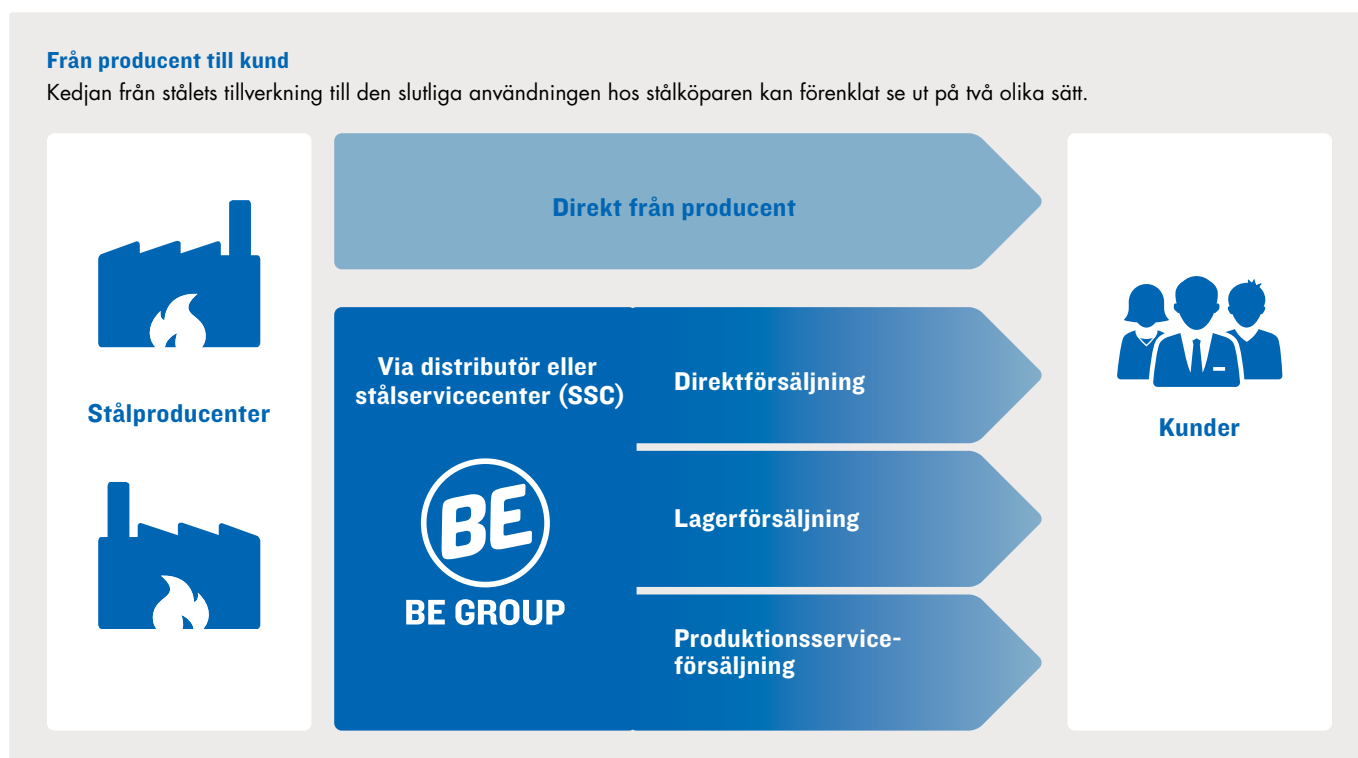 Från producent till kund
Kedjan från stålets tillverkning till den slutliga användningen hos stålköparen kan förenklat se ut på två olika sätt.
Stålproducenter
Direkt från producent
Via distributör eller
stålservicecenter (SSC)
BE
BE GROUP
Direktförsäljning
Lagerförsäljning
Produktionsservice-
försäljning
Kunder